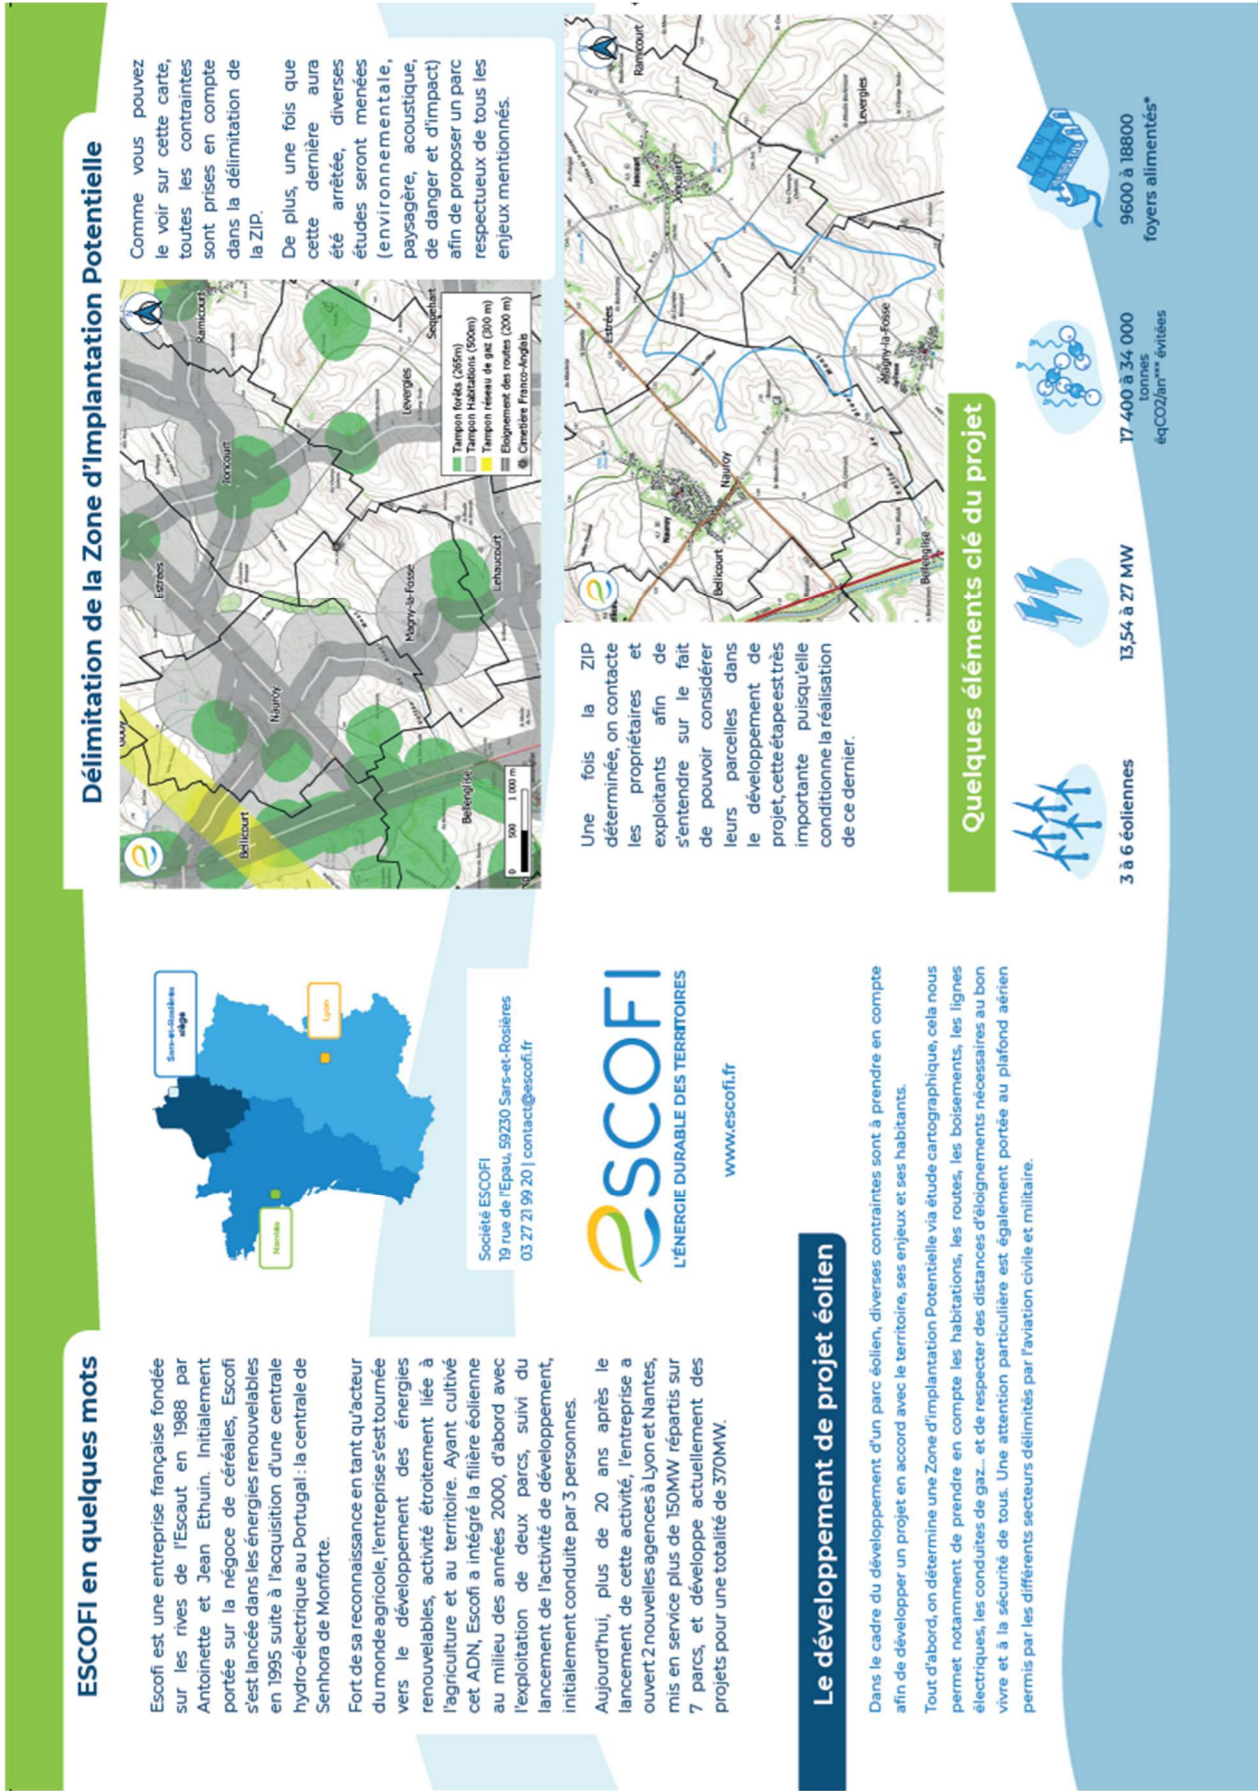 ESCOFI en quelques mots
Escofi est une entreprise française fondée
sur les rives de l'Escaut en 1988 par
Antoinette et Jean Ethuin. Initialement
portée sur la négoce de céréales, Escofi
s'est lancée dans les énergies renouvelables
en 1995 suite à l'acquisition d'une centrale
hydro-électrique au Portugal : la centrale de
Senhora de Monforte.
Fort de sa reconnaissance en tant qu'acteur
du monde agricole, l'entreprise s'est tournée
vers le développement des énergies
renouvelables, activité étroitement liée à
l'agriculture et au territoire. Ayant cultivé
cet ADN, Escofi a intégré la filière éolienne
au milieu des années 2000, d'abord avec
l'exploitation de deux parcs, suivi du
lancement de l'activité de développement,
initialement conduite par 3 personnes.
Aujourd'hui, plus de 20 ans après le
lancement de cette activité, l'entreprise a
ouvert 2 nouvelles agences à Lyon et Nantes,
mis en service plus de 150MW répartis sur
7 parcs, et développe actuellement des
projets pour une totalité de 370MW.
Sars-et-Rosières
siège
Lyon
Nantes
Société ESCOFI
19 rue de l'Epau, 59230 Sars-et-Rosières
03 27 21 99 20 | contact@escofi.fr
ESCOFI
L'ÉNERGIE DURABLE DES TERRITOIRES
www.escofi.fr
Le développement de projet éolien
Dans le cadre du développement d'un parc éolien, diverses contraintes sont à prendre en compte
afin de développer un projet en accord avec le territoire, ses enjeux et ses habitants.
Tout d'abord, on détermine une Zone d'implantation Potentielle via étude cartographique, cela nous
permet notamment de prendre en compte les habitations, les routes, les boisements, les lignes
électriques, les conduites de gaz... et de respecter des distances d'éloignements nécessaires au bon
vivre et à la sécurité de tous. Une attention particulière est également portée au plafond aérien
permis par les différents secteurs délimités par l'aviation civile et militaire.
Délimitation de la Zone d'Implantation Potentielle
Bellicourt
Nauroy
Estrées
Joncourt
Ramicourt
Levergies
Sequehart
Magny-la-Fosse
Lehaucourt
Bellenglise
0 500 1 000 m
Tampon forêts (265m)
Tampon Habitations (500m)
Tampon réseau de gaz (300 m)
Eloignement des routes (200 m)
Cimetière Franco-Anglais
Comme vous pouvez
le voir sur cette carte,
toutes les contraintes
sont prises en compte
dans la délimitation de
la ZIP.
De plus, une fois que
cette dernière aura
été arrêtée, diverses
études seront menées
(environnementale,
paysagère, acoustique,
de danger et d'impact)
afin de proposer un parc
respectueux de tous les
enjeux mentionnés.
Une fois la ZIP
déterminée, on contacte
les propriétaires et
exploitants afin de
s'entendre sur le fait
de pouvoir considérer
leurs parcelles dans
le développement de
projet, cette étape est très
importante puisqu'elle
conditionne la réalisation
de ce dernier.
Ramicourt
Joncourt
Joncourt
Levergies
Estrées
Nauroy
Nauroy
Bellicourt
Magny-la-Fosse
Bellenglise
Quelques éléments clé du projet
3 à 6 éoliennes
13,54 à 27 MW
17 400 à 34 000
tonnes
éqCO2/an*** évitées
9600 à 18800
foyers alimentés*